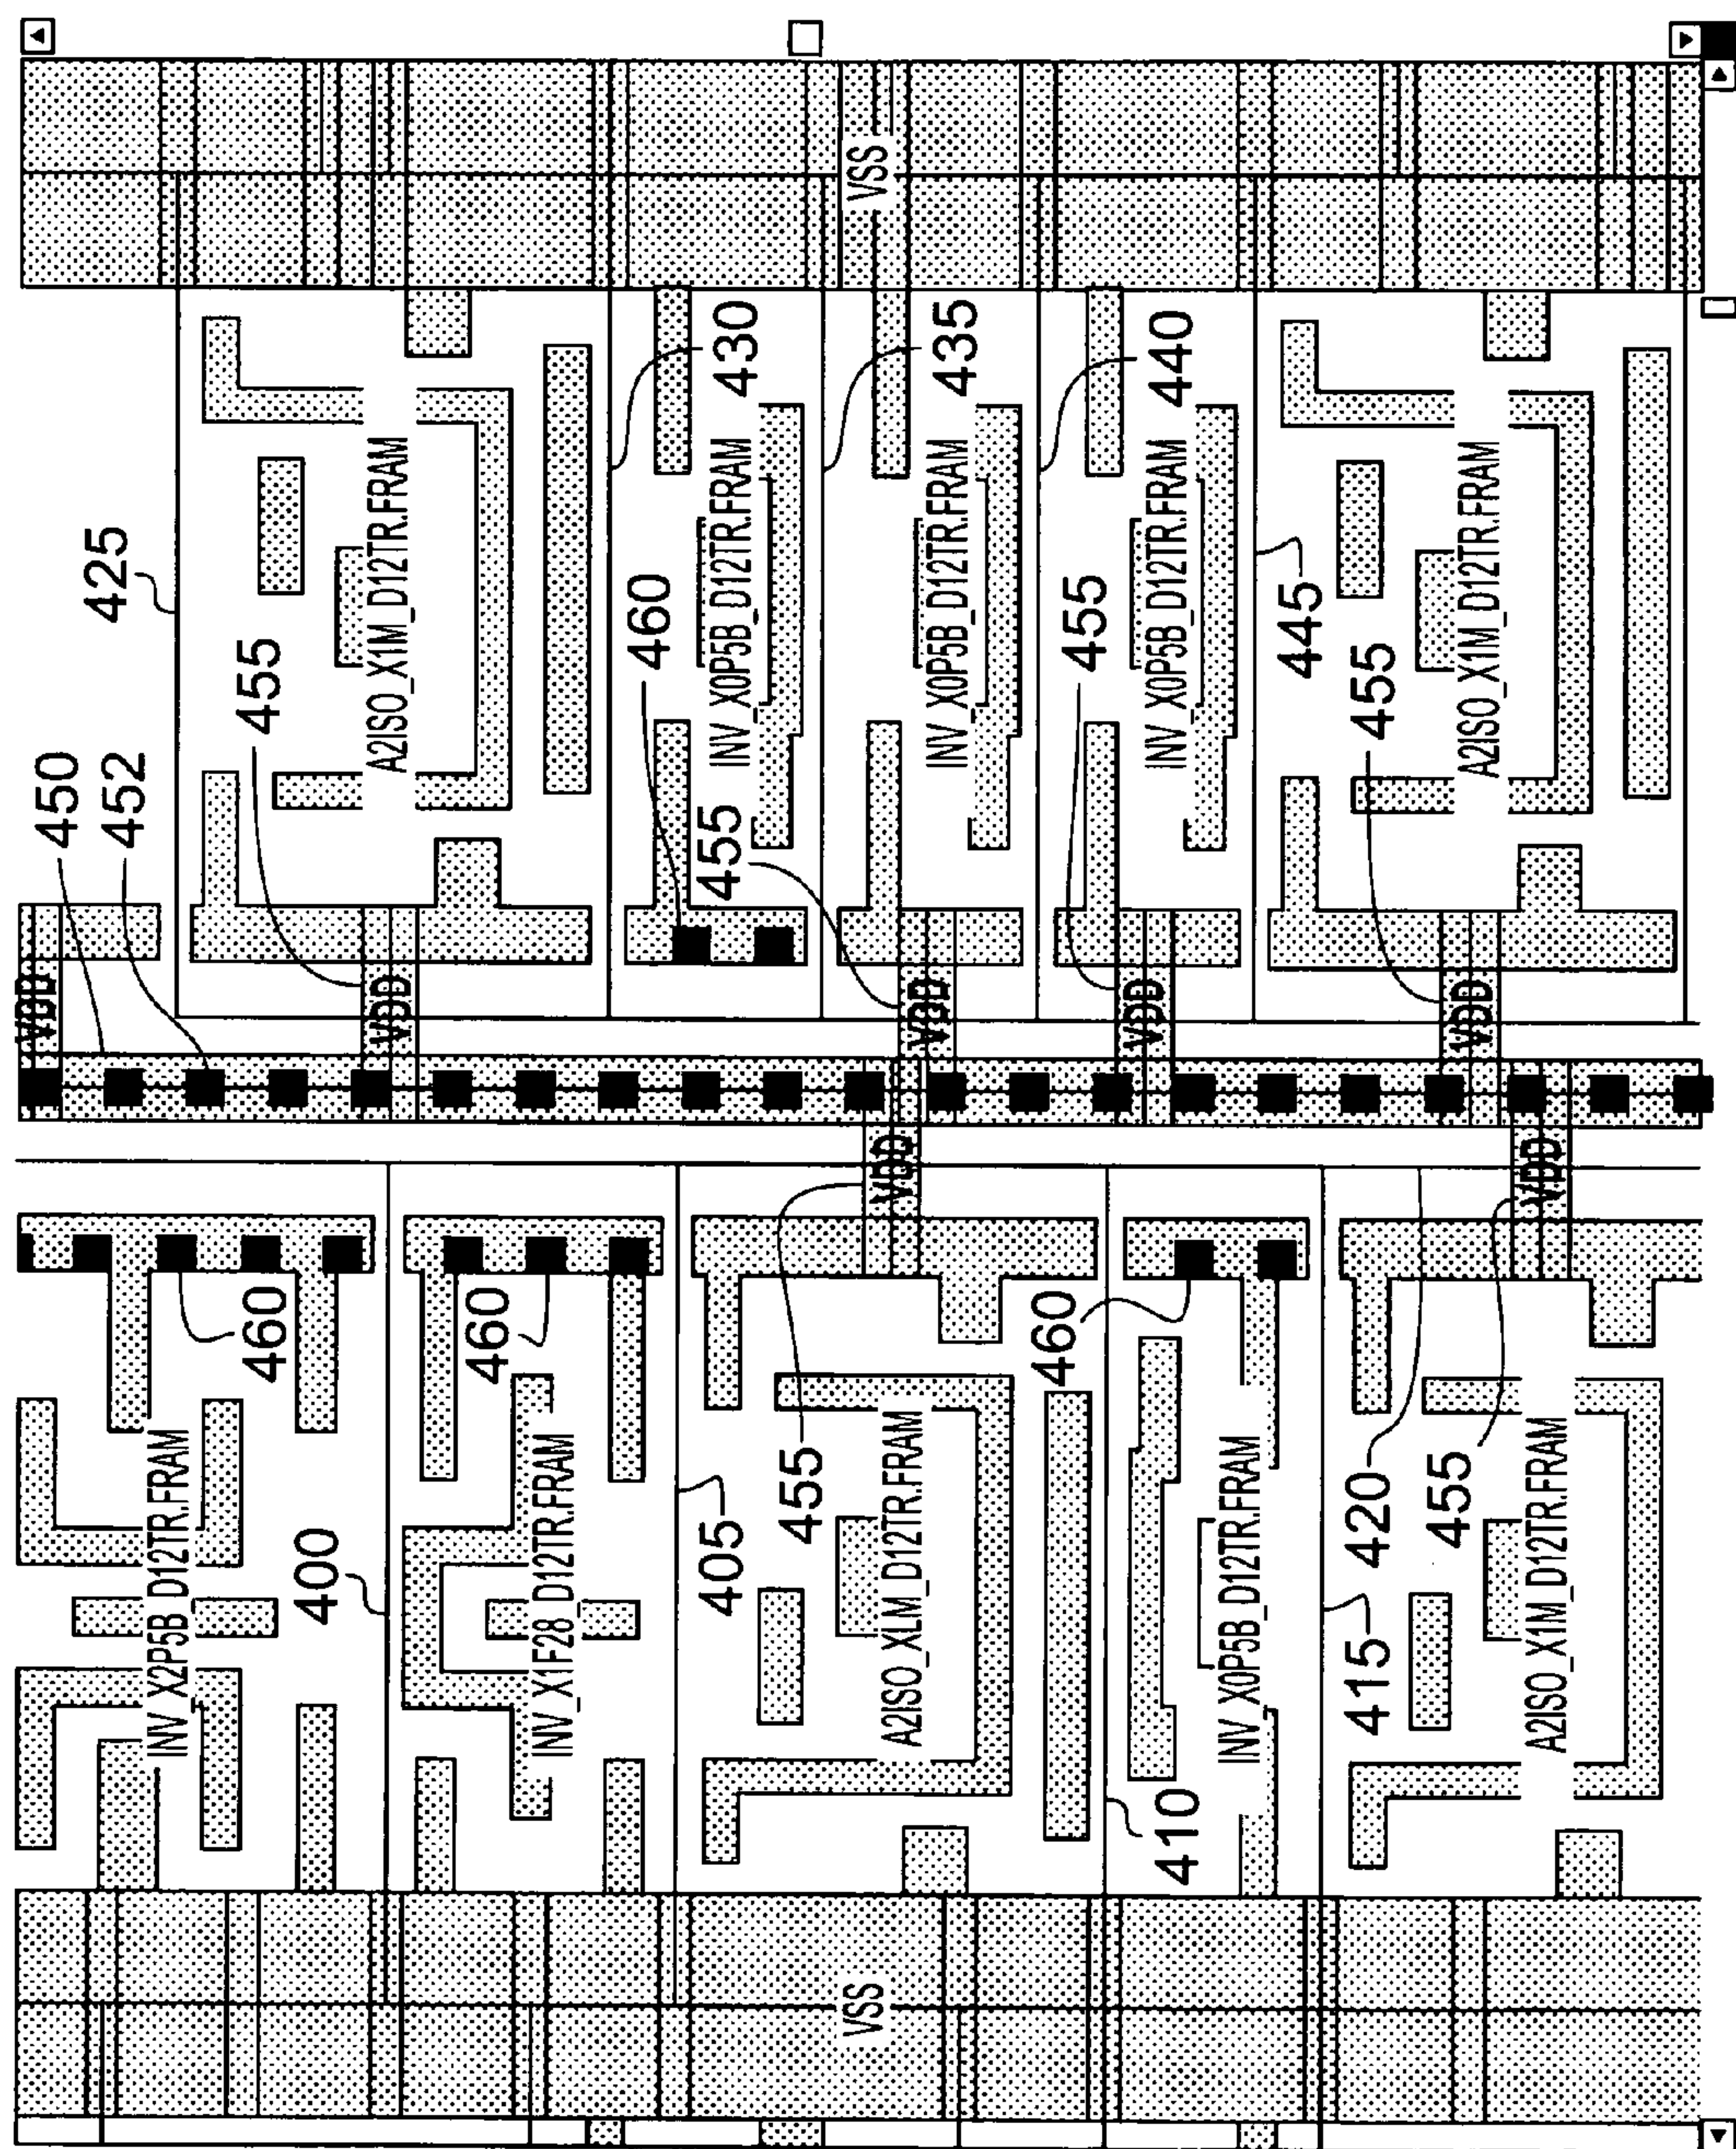 VDD
450
425
452
INV_X2P5B_D12TR.FRAM
460
455
400
VDD
A2ISO_X1M_D12TR.FRAM
460
INV_X1F28_D12TR.FRAM
460
405
455
INV_X0P5B_D12TR.FRAM
430
455
VSS
VSS
A2ISO_XLM_D12TR.FRAM
VDD
VDD
INV_X0P5B_D12TR.FRAM
435
460
455
VDD
INV_X0P5B_D12TR.FRAM
440
410
INV_X0P5B_D12TR.FRAM
445
415
420
455
455
VDD
A2ISO_X1M_D12TR.FRAM
A2ISO_X1M_D12TR.FRAM
VDD